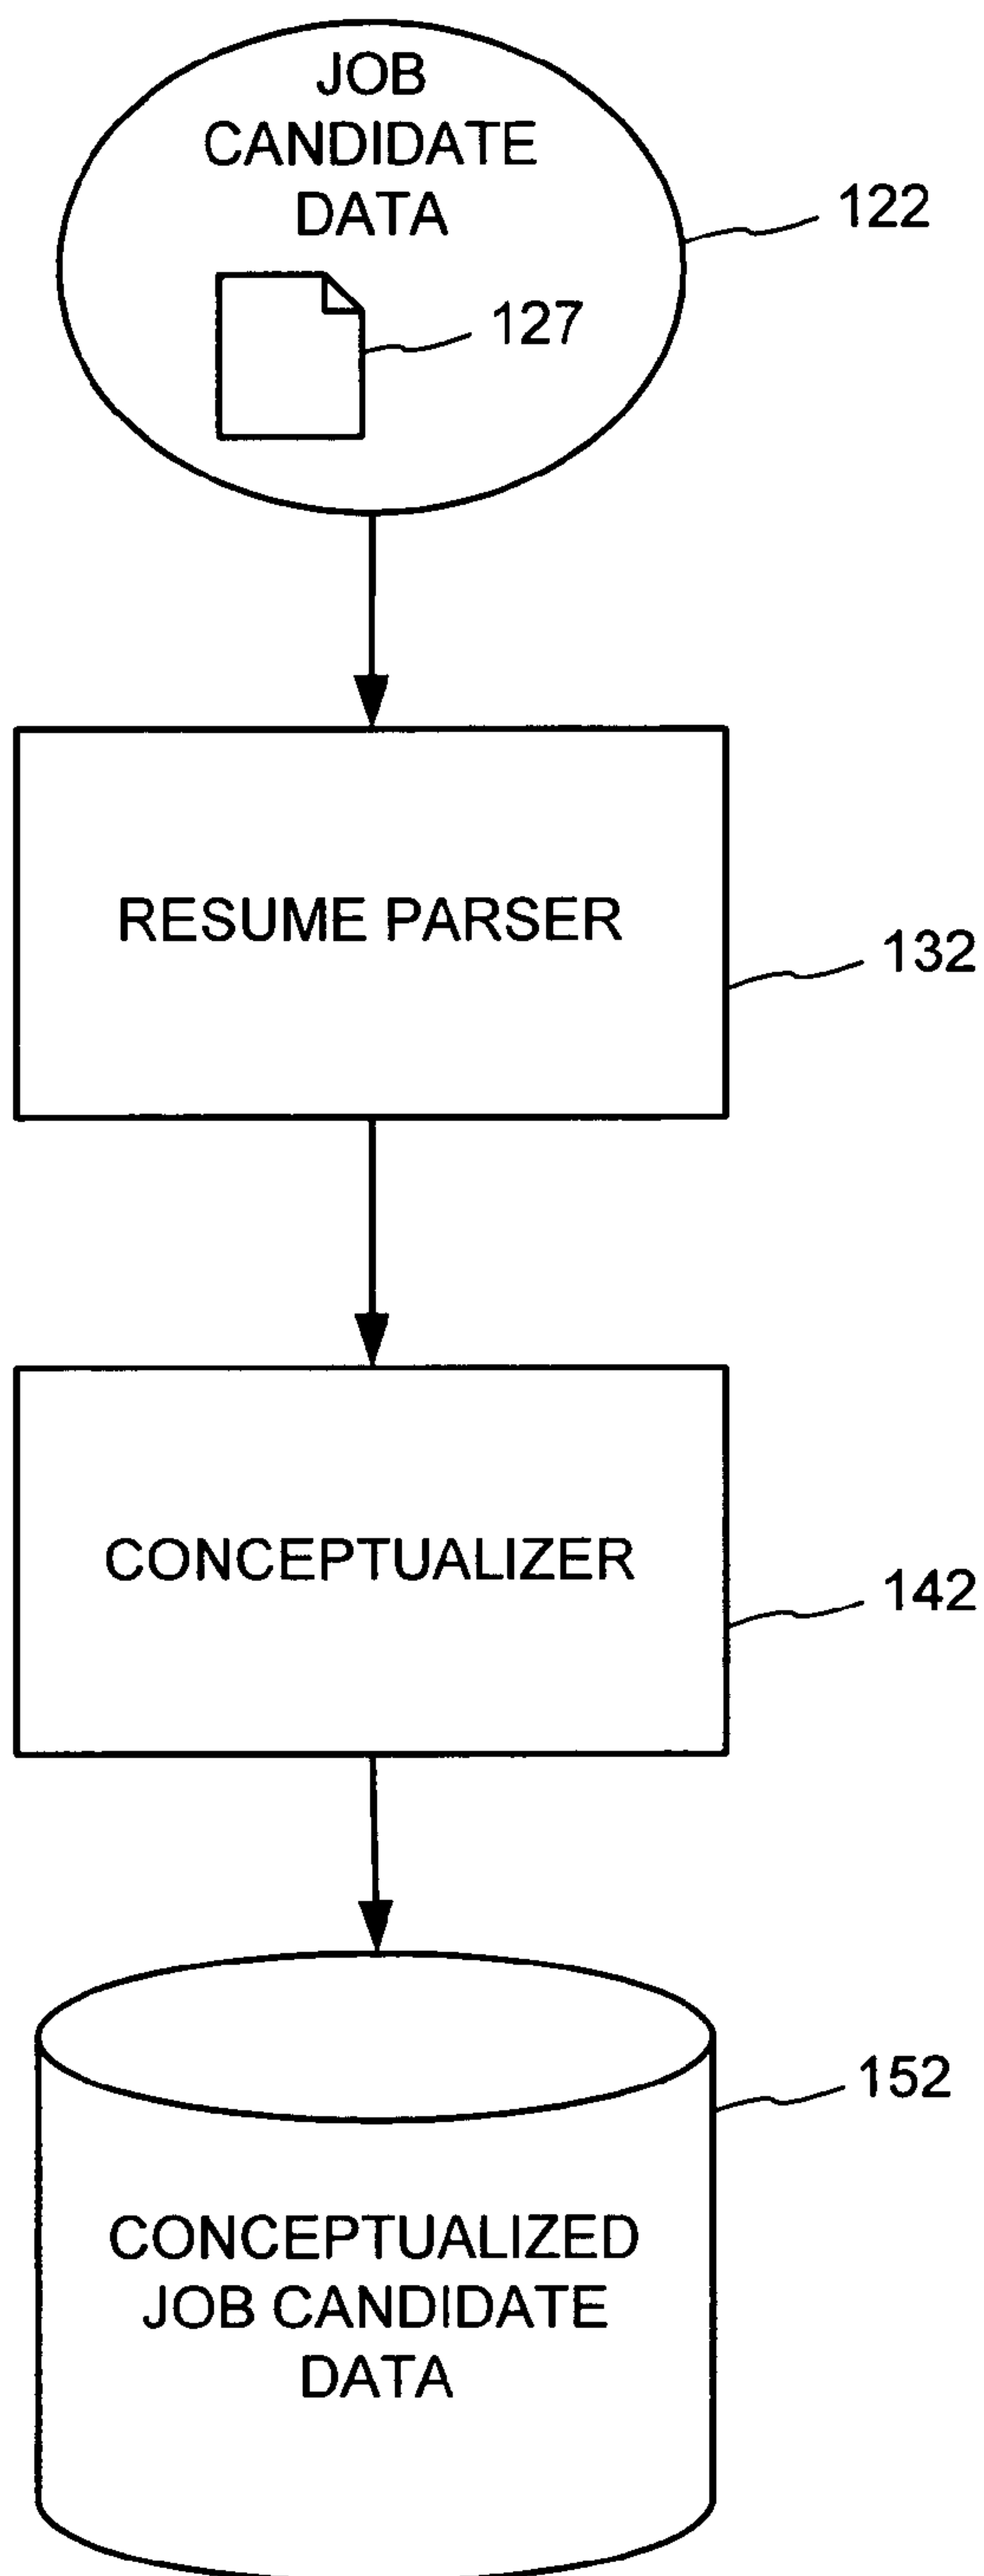 JOB
CANDIDATE
DATA
122
127
RESUME PARSER
132
CONCEPTUALIZER
142
152
CONCEPTUALIZED
JOB CANDIDATE
DATA